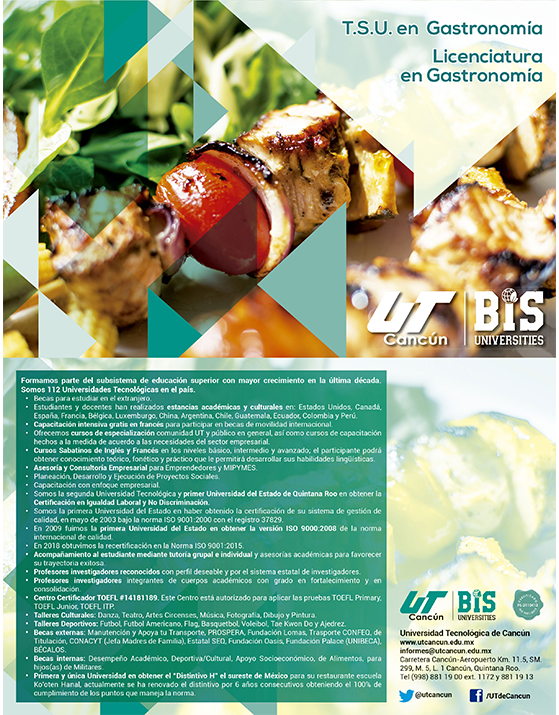 T.S.U. en Gastronomía
Licenciatura
en Gastronomía
UT
Cancún
BIS
UNIVERSITIES
Formamos parte del subsistema de educación superior con mayor crecimiento en la última década.
Somos 112 Universidades Tecnológicas en el país.
• Becas para estudiar en el extranjero.
• Estudiantes y docentes han realizados estancias académicas y culturales en: Estados Unidos, Canadá,
España, Francia, Bélgica, Luxemburgo, China, Argentina, Chile, Guatemala, Ecuador, Colombia y Perú.
• Capacitación intensiva gratis en francés para participar en becas de movilidad internacional.
• Ofrecemos cursos de especialización comunidad UT y público en general, así como cursos de capacitación
hechos a la medida de acuerdo a las necesidades del sector empresarial.
• Cursos Sabatinos de Inglés y Francés en los niveles básico, intermedio y avanzado; el participante podrá
obtener conocimiento teórico, fonético y práctico que le permitirá desarrollar sus habilidades lingüísticas.
• Asesoría y Consultoría Empresarial para Emprendedores y MIPYMES.
• Planeación, Desarrollo y Ejecución de Proyectos Sociales.
• Capacitación con enfoque empresarial.
• Somos la segunda Universidad Tecnológica y primer Universidad del Estado de Quintana Roo en obtener la
Certificación en Igualdad Laboral y No Discriminación.
• Somos la primera Universidad del Estado en haber obtenido la certificación de su sistema de gestión de
calidad, en mayo de 2003 bajo la norma ISO 9001:2000 con el registro 37829.
• En 2009 fuimos la primera Universidad del Estado en obtener la versión ISO 9000:2008 de la norma
internacional de calidad.
• En 2018 obtuvimos la recertificación en la Norma ISO 9001:2015.
• Acompañamiento al estudiante mediante tutoría grupal e individual y asesorías académicas para favorecer
su trayectoria exitosa.
• Profesores investigadores reconocidos con perfil deseable y por el sistema estatal de investigadores.
• Profesores investigadores integrantes de cuerpos académicos con grado en fortalecimiento y en
consolidación.
• Centro Certificador TOEFL #14181189. Este Centro está autorizado para aplicar las pruebas TOEFL Primary,
TOEFL Junior, TOEFL ITP.
• Talleres Culturales: Danza, Teatro, Artes Circenses, Música, Fotografía, Dibujo y Pintura.
• Talleres Deportivos: Futbol, Futbol Americano, Flag, Basquetbol, Voleibol, Tae Kwon Do y Ajedrez.
• Becas externas: Manutención y Apoya tu Transporte, PROSPERA, Fundación Lomas, Trasporte CONFEQ, de
Titulación, CONACYT (Jefa Madres de Familia), Estatal SEQ, Fundación Oasis, Fundación Palace (UNIBECA),
BÉCALOS.
• Becas internas: Desempeño Académico, Deportiva/Cultural, Apoyo Socioeconómico, de Alimentos, para
hijos(as) de Militares.
• Primera y única Universidad en obtener el "Distintivo H" el sureste de México para su restaurante escuela
Ko'oten Hanal, actualmente se ha renovado el distintivo por 6 años consecutivos obteniendo el 100% de
cumplimiento de los puntos que maneja la norma.
UT
Cancún
BIS
UNIVERSITIES
Universidad Tecnológica de Cancún
www.utcancun.edu.mx
informes@utcancun.edu.mx
Carretera Cancún-Aeropuerto Km. 11.5, SM.
299, M. 5, L. 1 Cancún, Quintana Roo.
Tel (998) 881 19 00 ext. 1172 y 881 19 13
@utcancun
/UTdeCancun